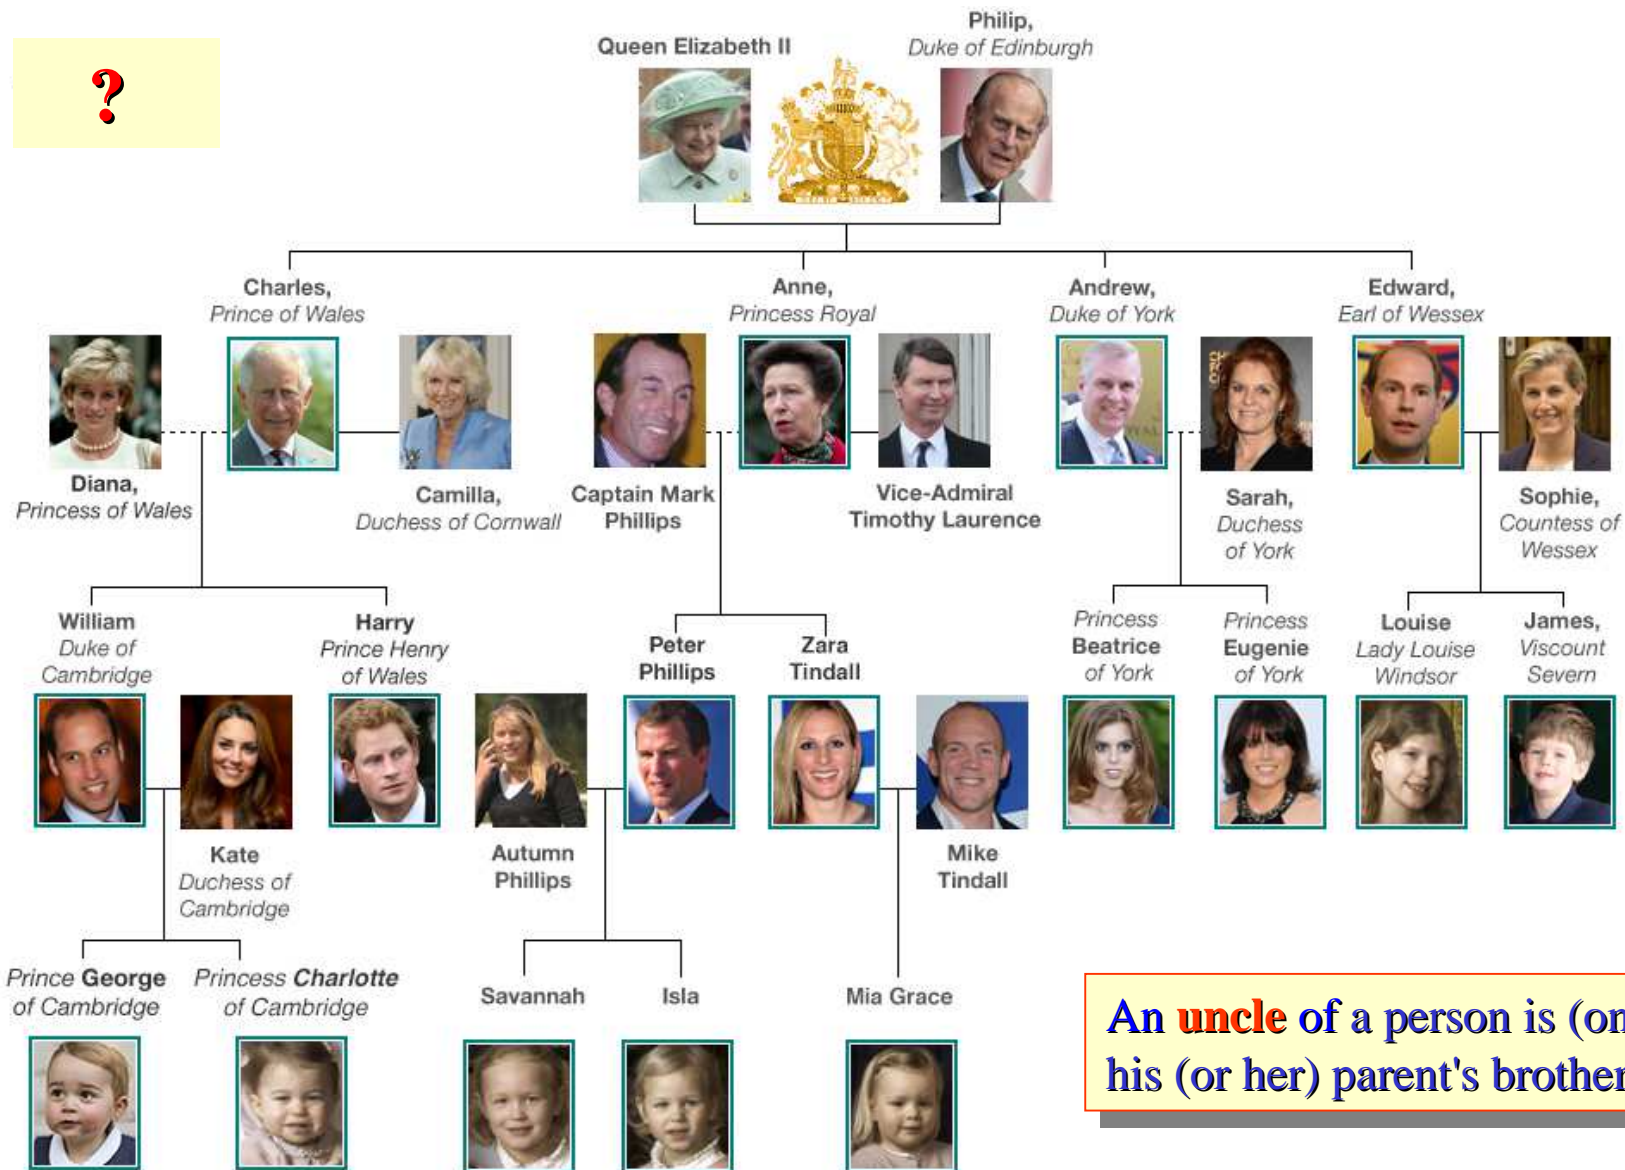 ?
Queen Elizabeth II
Philip,
Duke of Edinburgh
Charles,
Prince of Wales
Anne,
Princess Royal
Andrew,
Duke of York
Edward,
Earl of Wessex
Diana,
Princess of Wales
Camilla,
Duchess of Cornwall
Captain Mark
Phillips
Vice-Admiral
Timothy Laurence
Sarah,
Duchess
of York
Sophie,
Countess of
Wessex
William
Duke of
Cambridge
Harry
Prince Henry
of Wales
Peter
Phillips
Zara
Tindall
Princess
Beatrice
of York
Princess
Eugenie
of York
Louise
Lady Louise
Windsor
James,
Viscount
Severn
Kate
Duchess of
Cambridge
Autumn
Phillips
Mike
Tindall
Prince George
of Cambridge
Princess Charlotte
of Cambridge
Savannah
Isla
Mia Grace
An uncle of a person is (on
his (or her) parent's brother